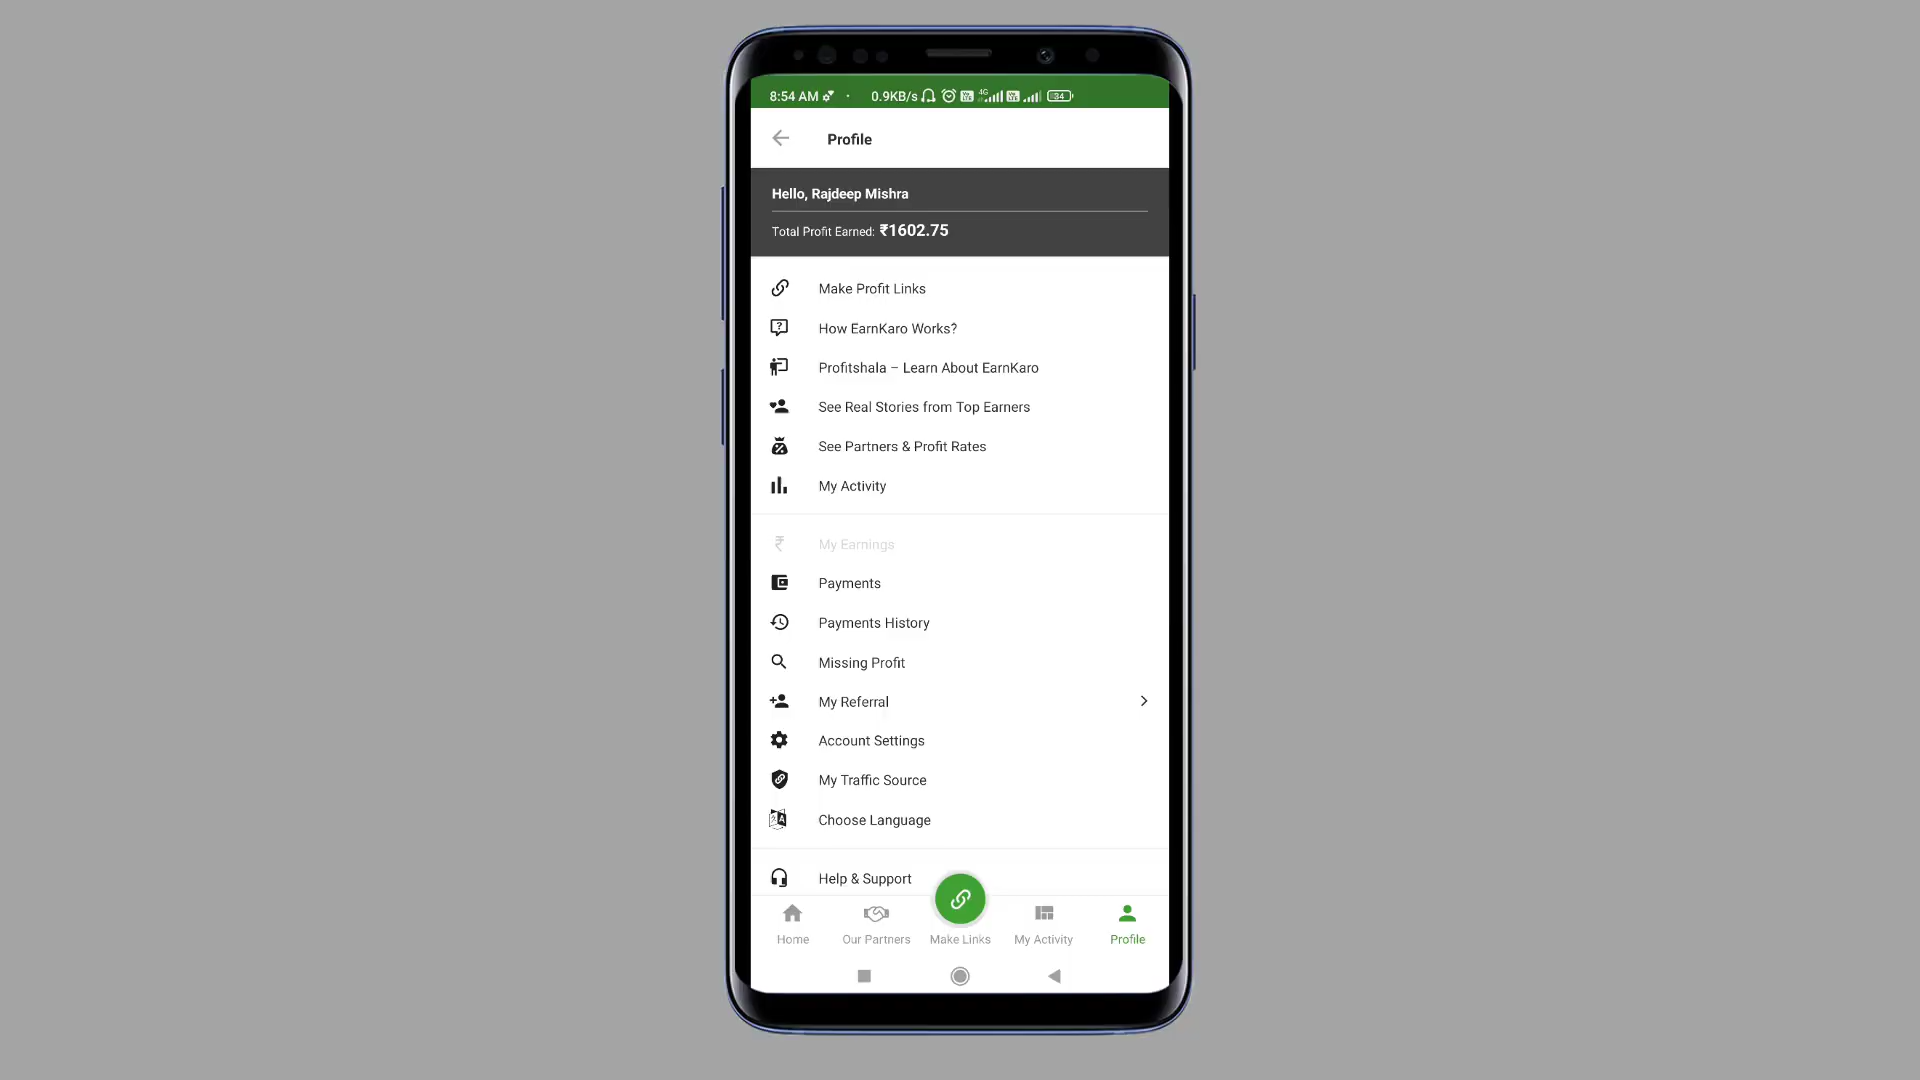 8:54 AM
0.9KB/s
4G
34
Profile
Hello, Rajdeep Mishra
Total Profit Earned: ₹1602.75
Make Profit Links
How EarnKaro Works?
Profitshala – Learn About EarnKaro
See Real Stories from Top Earners
See Partners & Profit Rates
My Activity
My Earnings
Payments
Payments History
Missing Profit
My Referral
Account Settings
My Traffic Source
Choose Language
Help & Support
Home
Our Partners
Make Links
My Activity
Profile